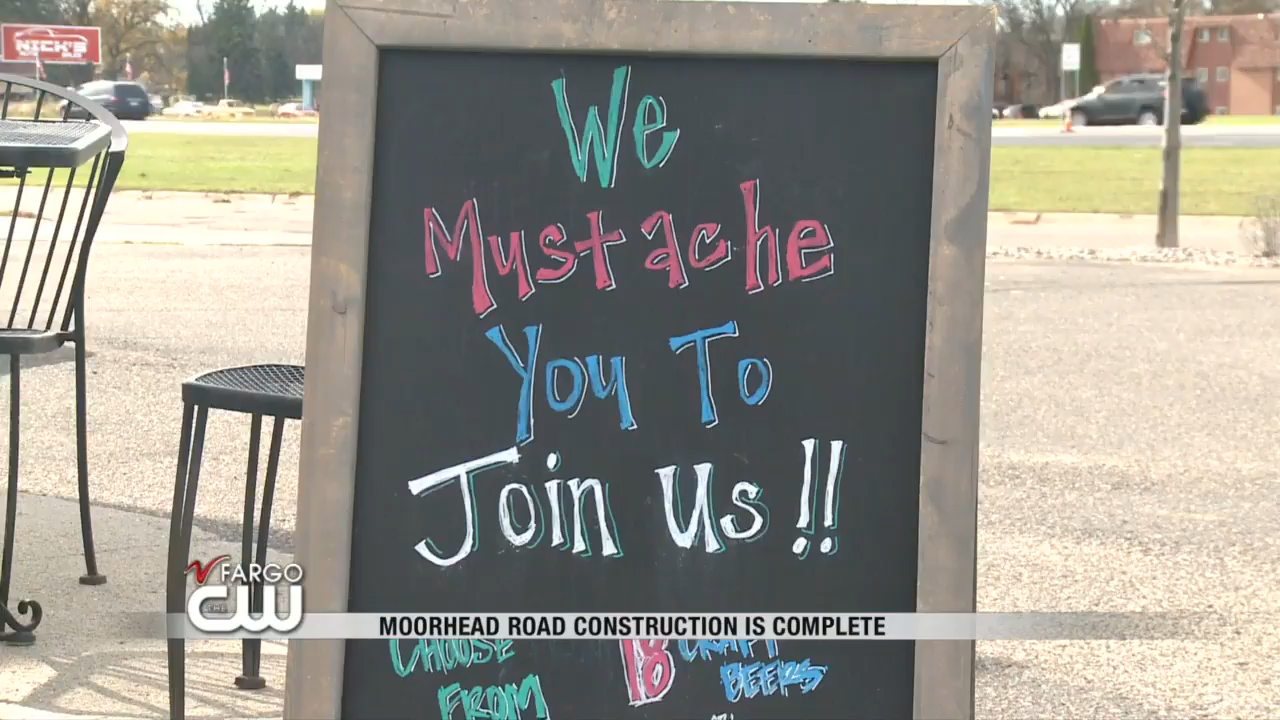 NICK'S
We
Mustache
You To
Join Us!!
FARGO
THE CW
MOORHEAD ROAD CONSTRUCTION IS COMPLETE
CHOOSE 18 CRAFT
FROM BEERS